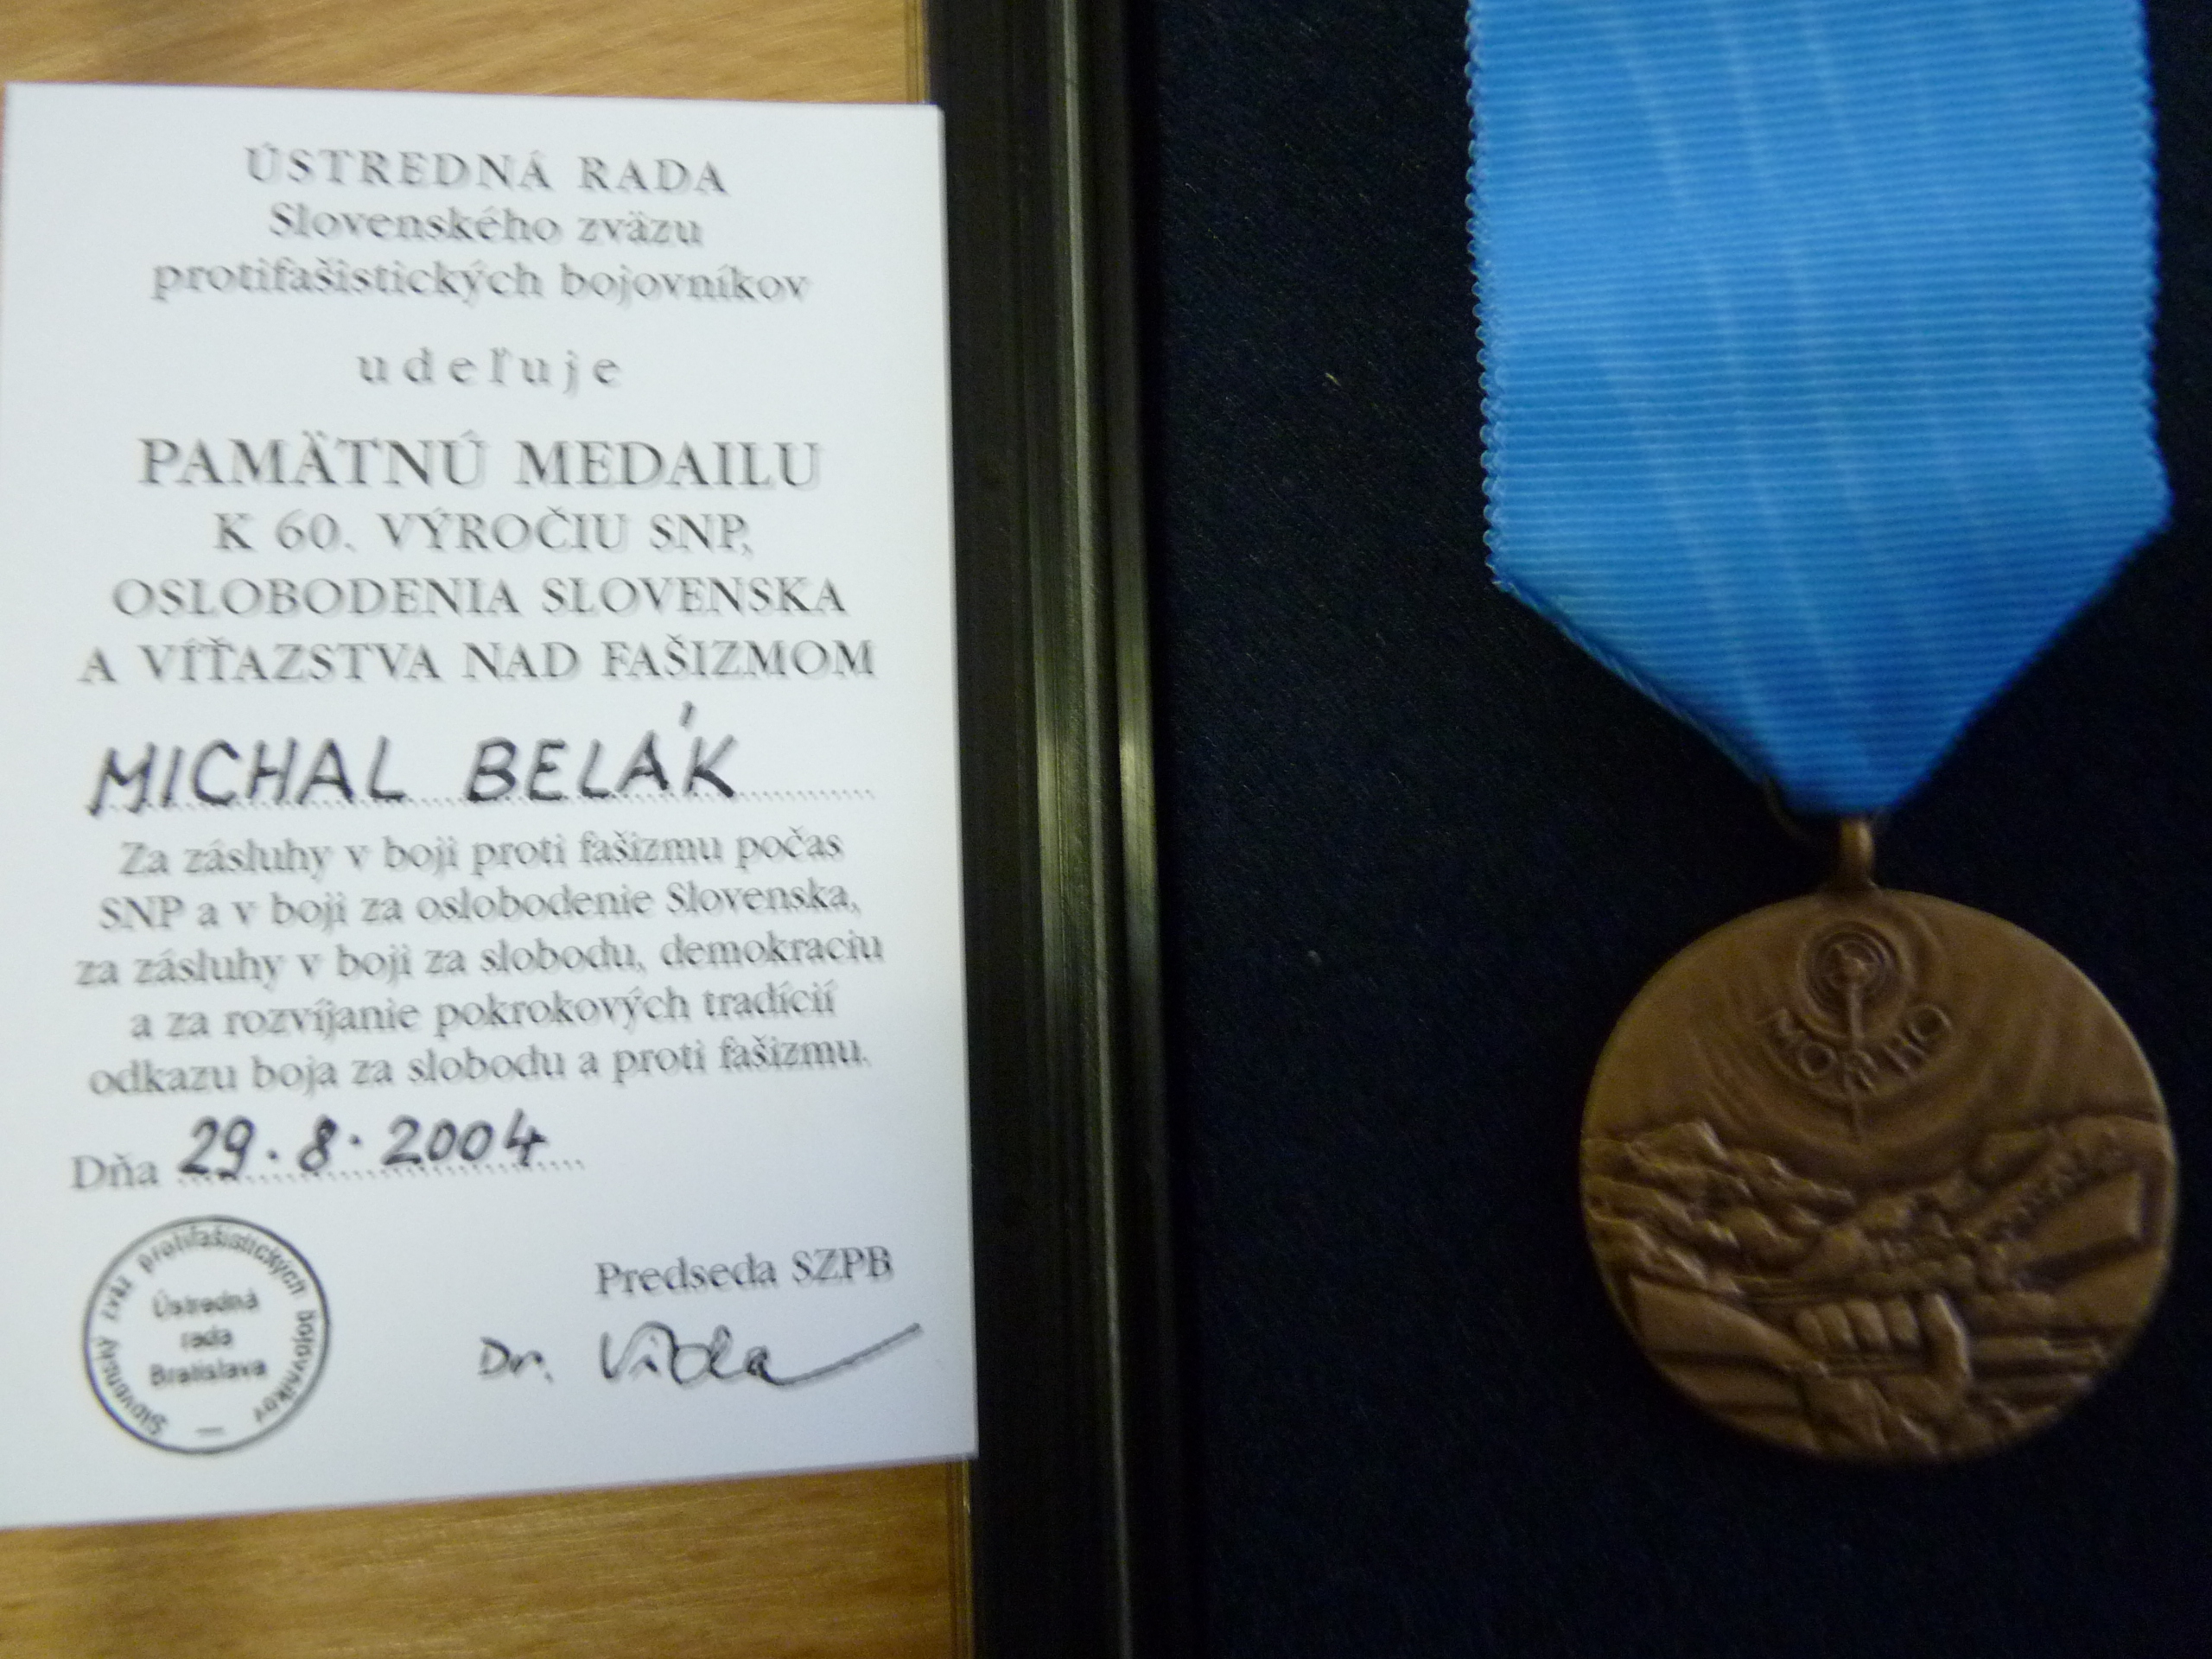 ÚSTREDNÁ RADA
Slovenského zväzu
protifašistických bojovníkov
udeľuje
PAMÄTNÚ MEDAILU
K 60. VÝROČIU SNP,
OSLOBODENIA SLOVENSKA
A VÍŤAZSTVA NAD FAŠIZMOM
MICHAL BELÁK
Za zásluhy v boji proti fašizmu počas
SNP a v boji za oslobodenie Slovenska,
za zásluhy v boji za slobodu, demokraciu
a za rozvíjanie pokrokových tradícií
odkazu boja za slobodu a proti fašizmu.
Dňa 29.8.2004
Predseda SZPB
Dr. Vida
Slovenský zväz protifašistických bojovníkov
Ústredná
rada
Bratislava
MOR HO